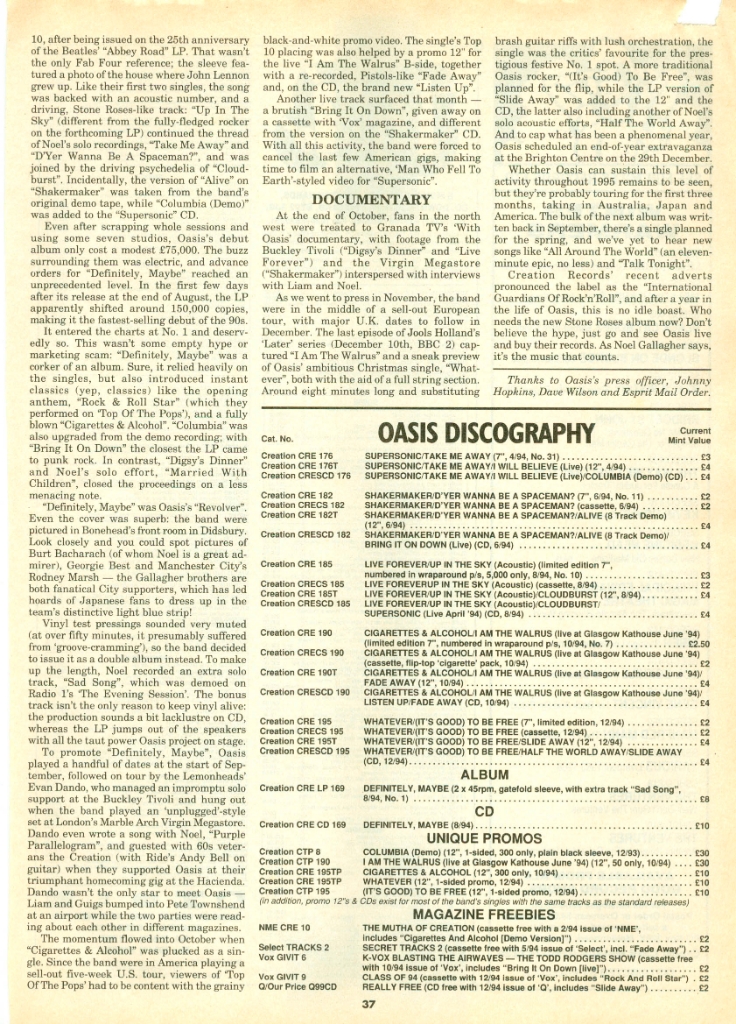 10, after being issued on the 25th anniversary
of the Beatles' "Abbey Road" LP. That wasn't
the only Fab Four reference; the sleeve fea-
tured a photo of the house where John Lennon
grew up. Like their first two singles, the song
was backed with an acoustic number, and a
driving, Stone Roses-like track: "Up In The
Sky" (different from the fully-fledged rocker
on the forthcoming LP) continued the thread
of Noel's solo recordings, "Take Me Away" and
"D'Yer Wanna Be A Spaceman?", and was
joined by the driving psychedelia of "Cloud-
burst". Incidentally, the version of "Alive" on
"Shakermaker" was taken from the band's
original demo tape, while "Columbia (Demo)"
was added to the "Supersonic" CD.
Even after scrapping whole sessions and
using some seven studios, Oasis's debut
album only cost a modest £75,000. The buzz
surrounding them was electric, and advance
orders for "Definitely, Maybe" reached an
unprecedented level. In the first few days
after its release at the end of August, the LP
apparently shifted around 150,000 copies,
making it the fastest-selling debut of the 90s.
It entered the charts at No. 1 and deserv-
edly so. This wasn't some empty hype or
marketing scam: "Definitely, Maybe" was a
corker of an album. Sure, it relied heavily on
the singles, but also introduced instant
classics (yep, classics) like the opening
anthem, "Rock & Roll Star" (which they
performed on 'Top Of The Pops'), and a fully
blown "Cigarettes & Alcohol". "Columbia" was
also upgraded from the demo recording; with
"Bring It On Down" the closest the LP came
to punk rock. In contrast, "Digsy's Dinner"
and Noel's solo effort, "Married With
Children", closed the proceedings on a less
menacing note.
"Definitely, Maybe" was Oasis's "Revolver".
Even the cover was superb: the band were
pictured in Bonehead's front room in Didsbury.
Look closely and you could spot pictures of
Burt Bacharach (of whom Noel is a great ad-
mirer), Georgie Best and Manchester City's
Rodney Marsh — the Gallagher brothers are
both fanatical City supporters, which has led
hoards of Japanese fans to dress up in the
team's distinctive light blue strip!
Vinyl test pressings sounded very muted
(at over fifty minutes, it presumably suffered
from 'groove-cramming'), so the band decided
to issue it as a double album instead. To make
up the length, Noel recorded an extra solo
track, "Sad Song", which was demoed on
Radio 1's 'The Evening Session'. The bonus
track isn't the only reason to keep vinyl alive:
the production sounds a bit lacklustre on CD,
whereas the LP jumps out of the speakers
with all the taut power Oasis project on stage.
To promote "Definitely, Maybe", Oasis
played a handful of dates at the start of Sep-
tember, followed on tour by the Lemonheads'
Evan Dando, who managed an impromptu solo
support at the Buckley Tivoli and hung out
when the band played an 'unplugged'-style
set at London's Marble Arch Virgin Megastore.
Dando even wrote a song with Noel, "Purple
Parallelogram", and guested with 60s veter-
ans the Creation (with Ride's Andy Bell on
guitar) when they supported Oasis at their
triumphant homecoming gig at the Hacienda.
Dando wasn't the only star to meet Oasis —
Liam and Guigs bumped into Pete Townshend
at an airport while the two parties were read-
ing about each other in different magazines.
The momentum flowed into October when
"Cigarettes & Alcohol" was plucked as a sin-
gle. Since the band were in America playing a
sell-out five-week U.S. tour, viewers of 'Top
Of The Pops' had to be content with the grainy
black-and-white promo video. The single's Top
10 placing was also helped by a promo 12" for
the live "I Am The Walrus" B-side, together
with a re-recorded, Pistols-like "Fade Away"
and, on the CD, the brand new "Listen Up".
Another live track surfaced that month —
a brutish "Bring It On Down", given away on
a cassette with 'Vox' magazine, and different
from the version on the "Shakermaker" CD.
With all this activity, the band were forced to
cancel the last few American gigs, making
time to film an alternative, 'Man Who Fell To
Earth'-styled video for "Supersonic".
DOCUMENTARY
At the end of October, fans in the north
west were treated to Granada TV's 'With
Oasis' documentary, with footage from the
Buckley Tivoli ("Digsy's Dinner" and "Live
Forever") and the Virgin Megastore
("Shakermaker") interspersed with interviews
with Liam and Noel.
As we went to press in November, the band
were in the middle of a sell-out European
tour, with major U.K. dates to follow in
December. The last episode of Jools Holland's
'Later' series (December 10th, BBC 2) cap-
tured "I Am The Walrus" and a sneak preview
of Oasis' ambitious Christmas single, "What-
ever", both with the aid of a full string section.
Around eight minutes long and substituting
brash guitar riffs with lush orchestration, the
single was the critics' favourite for the pres-
tigious festive No. 1 spot. A more traditional
Oasis rocker, "(It's Good) To Be Free", was
planned for the flip, while the LP version of
"Slide Away" was added to the 12" and the
CD, the latter also including another of Noel's
solo acoustic efforts, "Half The World Away".
And to cap what has been a phenomenal year,
Oasis scheduled an end-of-year extravaganza
at the Brighton Centre on the 29th December.
Whether Oasis can sustain this level of
activity throughout 1995 remains to be seen,
but they're probably touring for the first three
months, taking in Australia, Japan and
America. The bulk of the next album was writ-
ten back in September, there's a single planned
for the spring, and we've yet to hear new
songs like "All Around The World" (an eleven-
minute epic, no less) and "Talk Tonight".
Creation Records' recent adverts
pronounced the label as the "International
Guardians Of Rock'n'Roll", and after a year in
the life of Oasis, this is no idle boast. Who
needs the new Stone Roses album now? Don't
believe the hype, just go and see Oasis live
and buy their records. As Noel Gallagher says,
it's the music that counts.
Thanks to Oasis's press officer, Johnny
Hopkins, Dave Wilson and Esprit Mail Order.
Cat. No. OASIS DISCOGRAPHY Current
Mint Value
Creation CRE 176 SUPERSONIC/TAKE ME AWAY (7", 4/94, No. 31) £3
Creation CRE 176T SUPERSONIC/TAKE ME AWAY/I WILL BELIEVE (Live) (12", 4/94) £4
Creation CRESCD 176 SUPERSONIC/TAKE ME AWAY/I WILL BELIEVE (Live)/COLUMBIA (Demo) (CD) £4
Creation CRE 182 SHAKERMAKER/D'YER WANNA BE A SPACEMAN? (7", 6/94, No. 11) £2
Creation CRECS 182 SHAKERMAKER/D'YER WANNA BE A SPACEMAN? (cassette, 6/94) £2
Creation CRE 182T SHAKERMAKER/D'YER WANNA BE A SPACEMAN?/ALIVE (8 Track Demo)
(12", 6/94) £4
Creation CRESCD 182 SHAKERMAKER/D'YER WANNA BE A SPACEMAN?/ALIVE (8 Track Demo)/
BRING IT ON DOWN (Live) (CD, 6/94) £4
Creation CRE 185 LIVE FOREVER/UP IN THE SKY (Acoustic) (limited edition 7",
numbered in wraparound p/s, 5,000 only, 8/94, No. 10) £3
Creation CRECS 185 LIVE FOREVER/UP IN THE SKY (Acoustic) (cassette, 8/94) £2
Creation CRE 185T LIVE FOREVER/UP IN THE SKY (Acoustic)/CLOUDBURST (12", 8/94) £4
Creation CRESCD 185 LIVE FOREVER/UP IN THE SKY (Acoustic)/CLOUDBURST/
SUPERSONIC (Live April '94) (CD, 8/94) £4
Creation CRE 190 CIGARETTES & ALCOHOL/I AM THE WALRUS (live at Glasgow Kathouse June '94)
(limited edition 7", numbered in wraparound p/s, 10/94, No. 7) £2.50
Creation CRECS 190 CIGARETTES & ALCOHOL/I AM THE WALRUS (live at Glasgow Kathouse June '94)
(cassette, flip-top 'cigarette' pack, 10/94) £2
Creation CRE 190T CIGARETTES & ALCOHOL/I AM THE WALRUS (live at Glasgow Kathouse June '94)/
FADE AWAY (12", 10/94) £4
Creation CRESCD 190 CIGARETTES & ALCOHOL/I AM THE WALRUS (live at Glasgow Kathouse June '94)/
LISTEN UP/FADE AWAY (CD, 10/94) £4
Creation CRE 195 WHATEVER/(IT'S GOOD) TO BE FREE (7", limited edition, 12/94) £2
Creation CRECS 195 WHATEVER/(IT'S GOOD) TO BE FREE (cassette, 12/94) £2
Creation CRE 195T WHATEVER/(IT'S GOOD) TO BE FREE/SLIDE AWAY (12", 12/94) £4
Creation CRESCD 195 WHATEVER/(IT'S GOOD) TO BE FREE/HALF THE WORLD AWAY/SLIDE AWAY
(CD, 12/94) £4
ALBUM
Creation CRE LP 169 DEFINITELY, MAYBE (2 x 45rpm, gatefold sleeve, with extra track "Sad Song",
8/94, No. 1) £8
CD
Creation CRE CD 169 DEFINITELY, MAYBE (8/94) £10
UNIQUE PROMOS
Creation CTP 8 COLUMBIA (Demo) (12", 1-sided, 300 only, plain black sleeve, 12/93) £30
Creation CTP 190 I AM THE WALRUS (live at Glasgow Kathouse June '94) (12", 50 only, 10/94) £30
Creation CRE 195TP CIGARETTES & ALCOHOL (12", 300 only, 10/94) £10
Creation CRE 195TP WHATEVER (12", 1-sided promo, 12/94) £10
Creation CTP 195 (IT'S GOOD) TO BE FREE (12", 1-sided promo, 12/94) £10
(in addition, promo 12"s & CDs exist for most of the band's singles with the same tracks as the standard releases)
MAGAZINE FREEBIES
NME CRE 10 THE MUTHA OF CREATION (cassette free with a 2/94 issue of 'NME',
includes "Cigarettes And Alcohol [Demo Version]") £2
Select TRACKS 2 SECRET TRACKS 2 (cassette free with 5/94 issue of 'Select', incl. "Fade Away") £2
Vox GIVIT 6 K-VOX BLASTING THE AIRWAVES — THE TODD RODGERS SHOW (cassette free
with 10/94 issue of 'Vox', includes "Bring It On Down [live]") £2
Vox GIVIT 9 CLASS OF 94 (cassette with 12/94 issue of 'Vox', includes "Rock And Roll Star") £2
Q/Our Price Q99CD REALLY FREE (CD free with 12/94 issue of 'Q', includes "Slide Away") £2
37